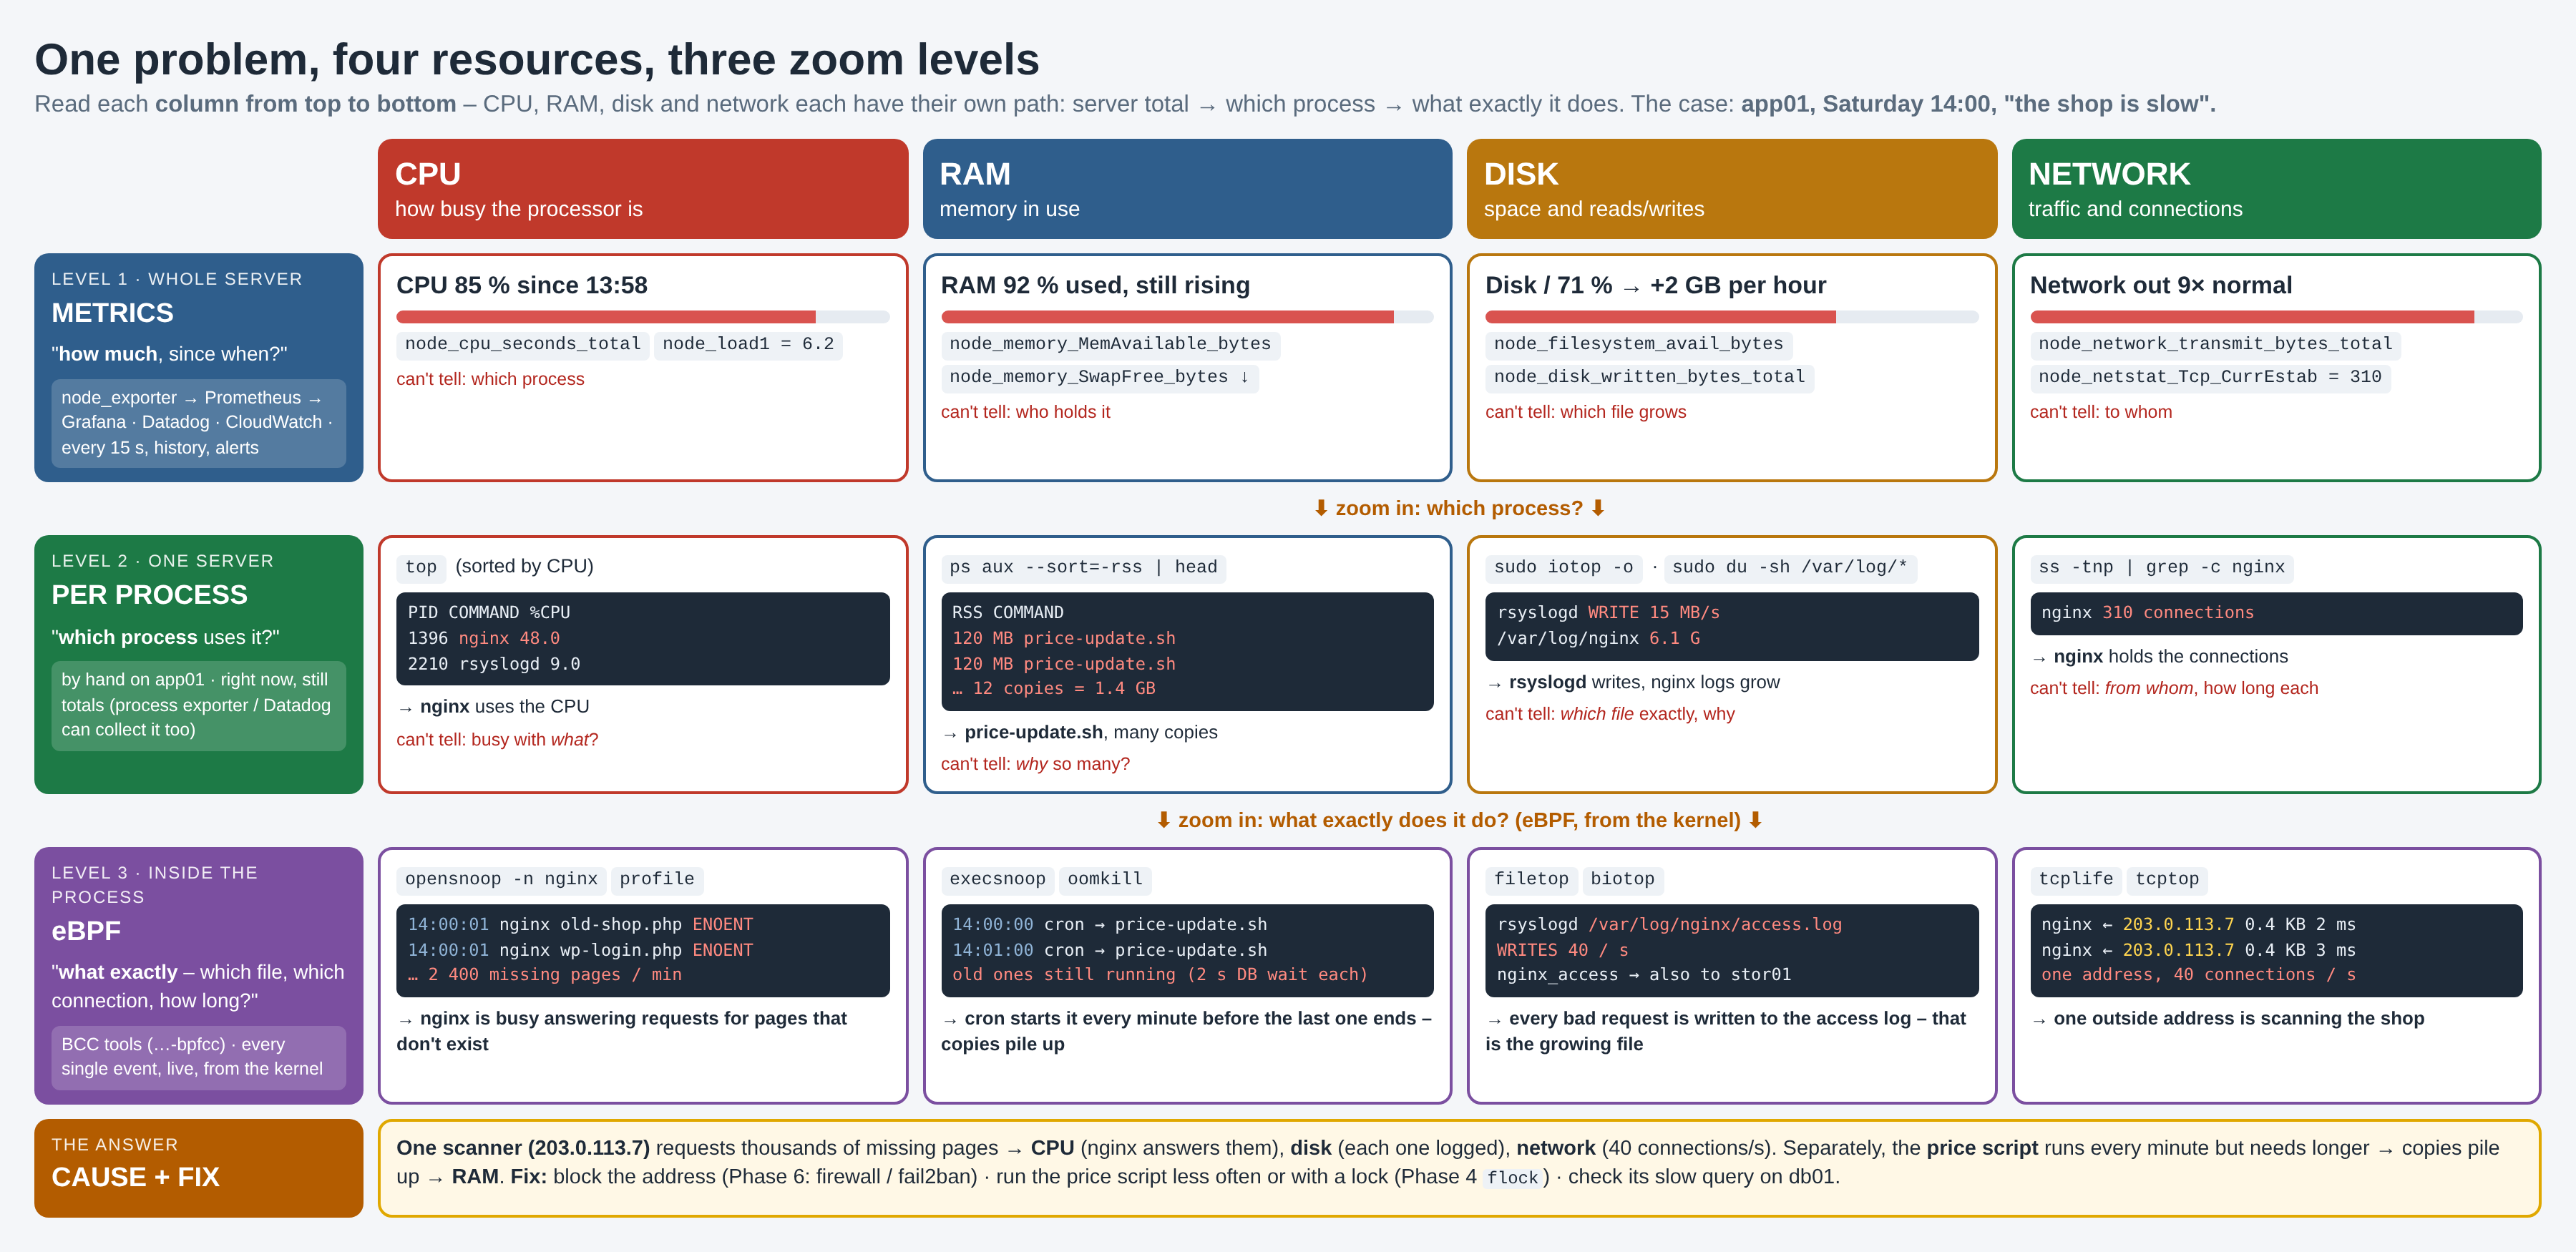 One problem, four resources, three zoom levels
Read each column from top to bottom – CPU, RAM, disk and network each have their own path: server total → which process → what exactly it does. The case: app01, Saturday 14:00, "the shop is slow".
CPU
how busy the processor is
RAM
memory in use
DISK
space and reads/writes
NETWORK
traffic and connections
LEVEL 1 · WHOLE SERVER
METRICS
"how much, since when?"
node_exporter → Prometheus →
Grafana · Datadog · CloudWatch ·
every 15 s, history, alerts
CPU 85 % since 13:58
node_cpu_seconds_total node_load1 = 6.2
can't tell: which process
RAM 92 % used, still rising
node_memory_MemAvailable_bytes
node_memory_SwapFree_bytes ↓
can't tell: who holds it
Disk / 71 % → +2 GB per hour
node_filesystem_avail_bytes
node_disk_written_bytes_total
can't tell: which file grows
Network out 9× normal
node_network_transmit_bytes_total
node_netstat_Tcp_CurrEstab = 310
can't tell: to whom
⬇ zoom in: which process? ⬇
LEVEL 2 · ONE SERVER
PER PROCESS
"which process uses it?"
by hand on app01 · right now, still
totals (process exporter / Datadog
can collect it too)
top (sorted by CPU)
PID COMMAND %CPU
1396 nginx 48.0
2210 rsyslogd 9.0
→ nginx uses the CPU
can't tell: busy with what?
ps aux --sort=-rss | head
RSS COMMAND
120 MB price-update.sh
120 MB price-update.sh
… 12 copies = 1.4 GB
→ price-update.sh, many copies
can't tell: why so many?
sudo iotop -o · sudo du -sh /var/log/*
rsyslogd WRITE 15 MB/s
/var/log/nginx 6.1 G
→ rsyslogd writes, nginx logs grow
can't tell: which file exactly, why
ss -tnp | grep -c nginx
nginx 310 connections
→ nginx holds the connections
can't tell: from whom, how long each
⬇ zoom in: what exactly does it do? (eBPF, from the kernel) ⬇
LEVEL 3 · INSIDE THE
PROCESS
eBPF
"what exactly – which file, which
connection, how long?"
BCC tools (…-bpfcc) · every
single event, live, from the kernel
opensnoop -n nginx profile
14:00:01 nginx old-shop.php ENOENT
14:00:01 nginx wp-login.php ENOENT
… 2 400 missing pages / min
→ nginx is busy answering requests for pages that
don't exist
execsnoop oomkill
14:00:00 cron → price-update.sh
14:01:00 cron → price-update.sh
old ones still running (2 s DB wait each)
→ cron starts it every minute before the last one ends –
copies pile up
filetop biotop
rsyslogd /var/log/nginx/access.log
WRITES 40 / s
nginx_access → also to stor01
→ every bad request is written to the access log – that
is the growing file
tcplife tcptop
nginx ← 203.0.113.7 0.4 KB 2 ms
nginx ← 203.0.113.7 0.4 KB 3 ms
one address, 40 connections / s
→ one outside address is scanning the shop
THE ANSWER
CAUSE + FIX
One scanner (203.0.113.7) requests thousands of missing pages → CPU (nginx answers them), disk (each one logged), network (40 connections/s). Separately, the price script runs every minute but needs longer → copies pile
up → RAM. Fix: block the address (Phase 6: firewall / fail2ban) · run the price script less often or with a lock (Phase 4 flock) · check its slow query on db01.